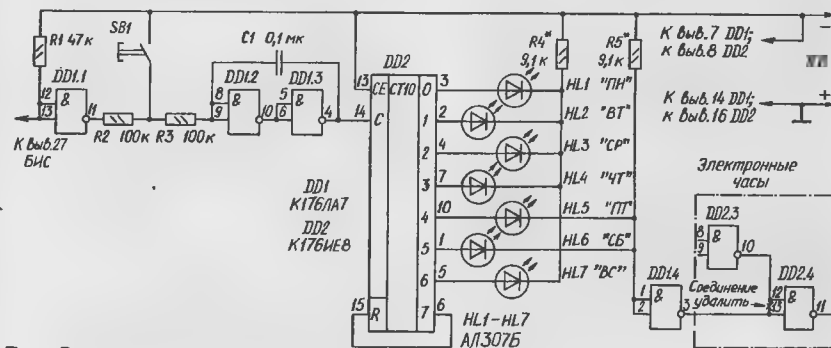 R1 47к
SB1
C1 0,1 мк
DD1.1
&
12
13
11
К выв.27
БИС
R2 100к
R3 100к
DD1.2
&
8
9
10
DD1.3
&
5
6
4
DD2
13
CE
CT10
14
C
15
R
0
1
2
3
4
5
6
7
3
2
4
7
10
1
5
6
DD1
К176ЛА7
DD2
К176ИЕ8
R4*
9,1к
R5*
9,1к
HL1 "ПН"
HL2 "ВТ"
HL3 "СР"
HL4 "ЧТ"
HL5 "ПТ"
HL6 "СБ"
HL7 "ВС"
HL1–HL7
АЛ307Б
К выв.7 DD1;
к выв.8 DD2
−
+
К выв.14 DD1;
к выв.16 DD2
Электронные
часы
DD2.3
&
8
9
10
DD1.4
&
1
2
3
Соединение
удалить
DD2.4
&
12
13
11